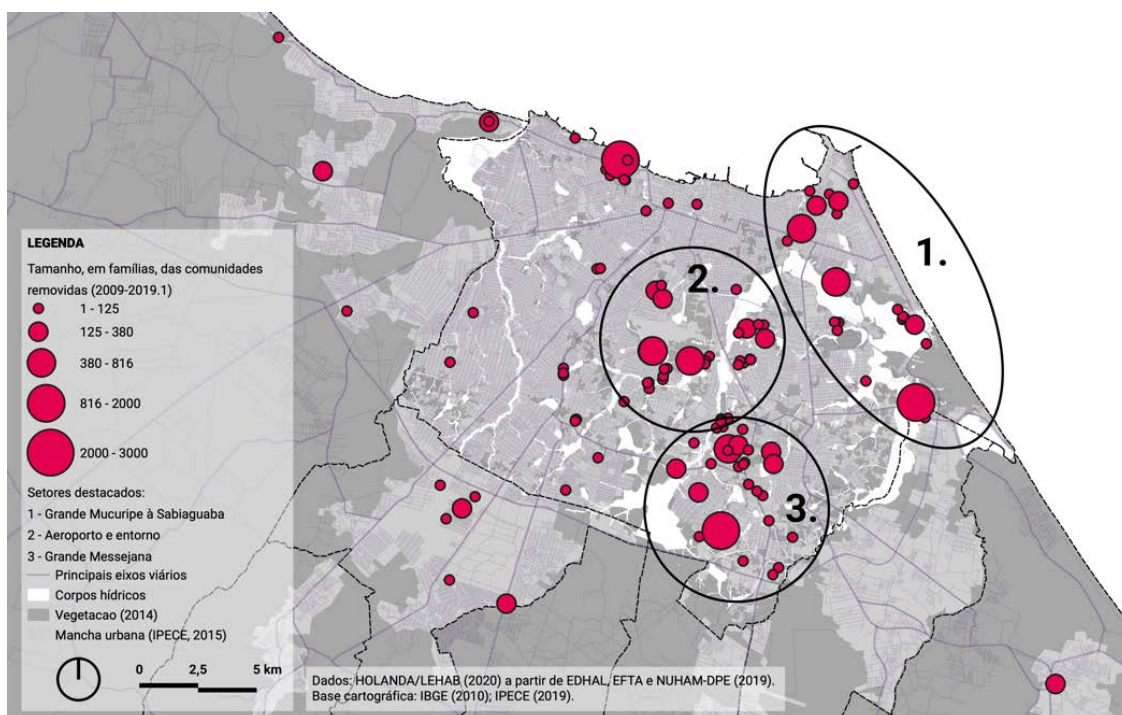 1.
2.
3.
LEGENDA
Tamanho, em famílias, das comunidades
removidas (2009-2019.1)
1 - 125
125 - 380
380 - 816
816 - 2000
2000 - 3000
Setores destacados:
1 - Grande Mucuripe à Sabiaguaba
2 - Aeroporto e entorno
3 - Grande Messejana
Principais eixos viários
Corpos hídricos
Vegetacao (2014)
Mancha urbana (IPECE, 2015)
0 2,5 5 km
Dados: HOLANDA/LEHAB (2020) a partir de EDHAL, EFTA e NUHAM-DPE (2019).
Base cartográfica: IBGE (2010); IPECE (2019).